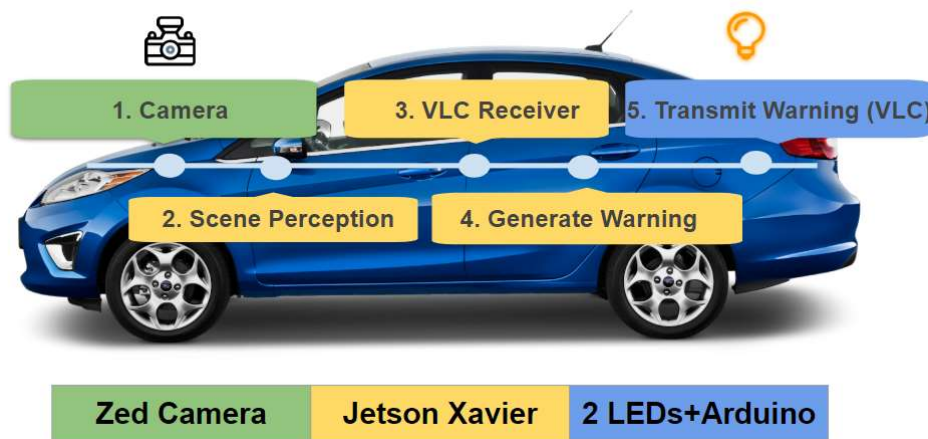 1. Camera
3. VLC Receiver
5. Transmit Warning (VLC)
2. Scene Perception
4. Generate Warning
Zed Camera
Jetson Xavier
2 LEDs+Arduino